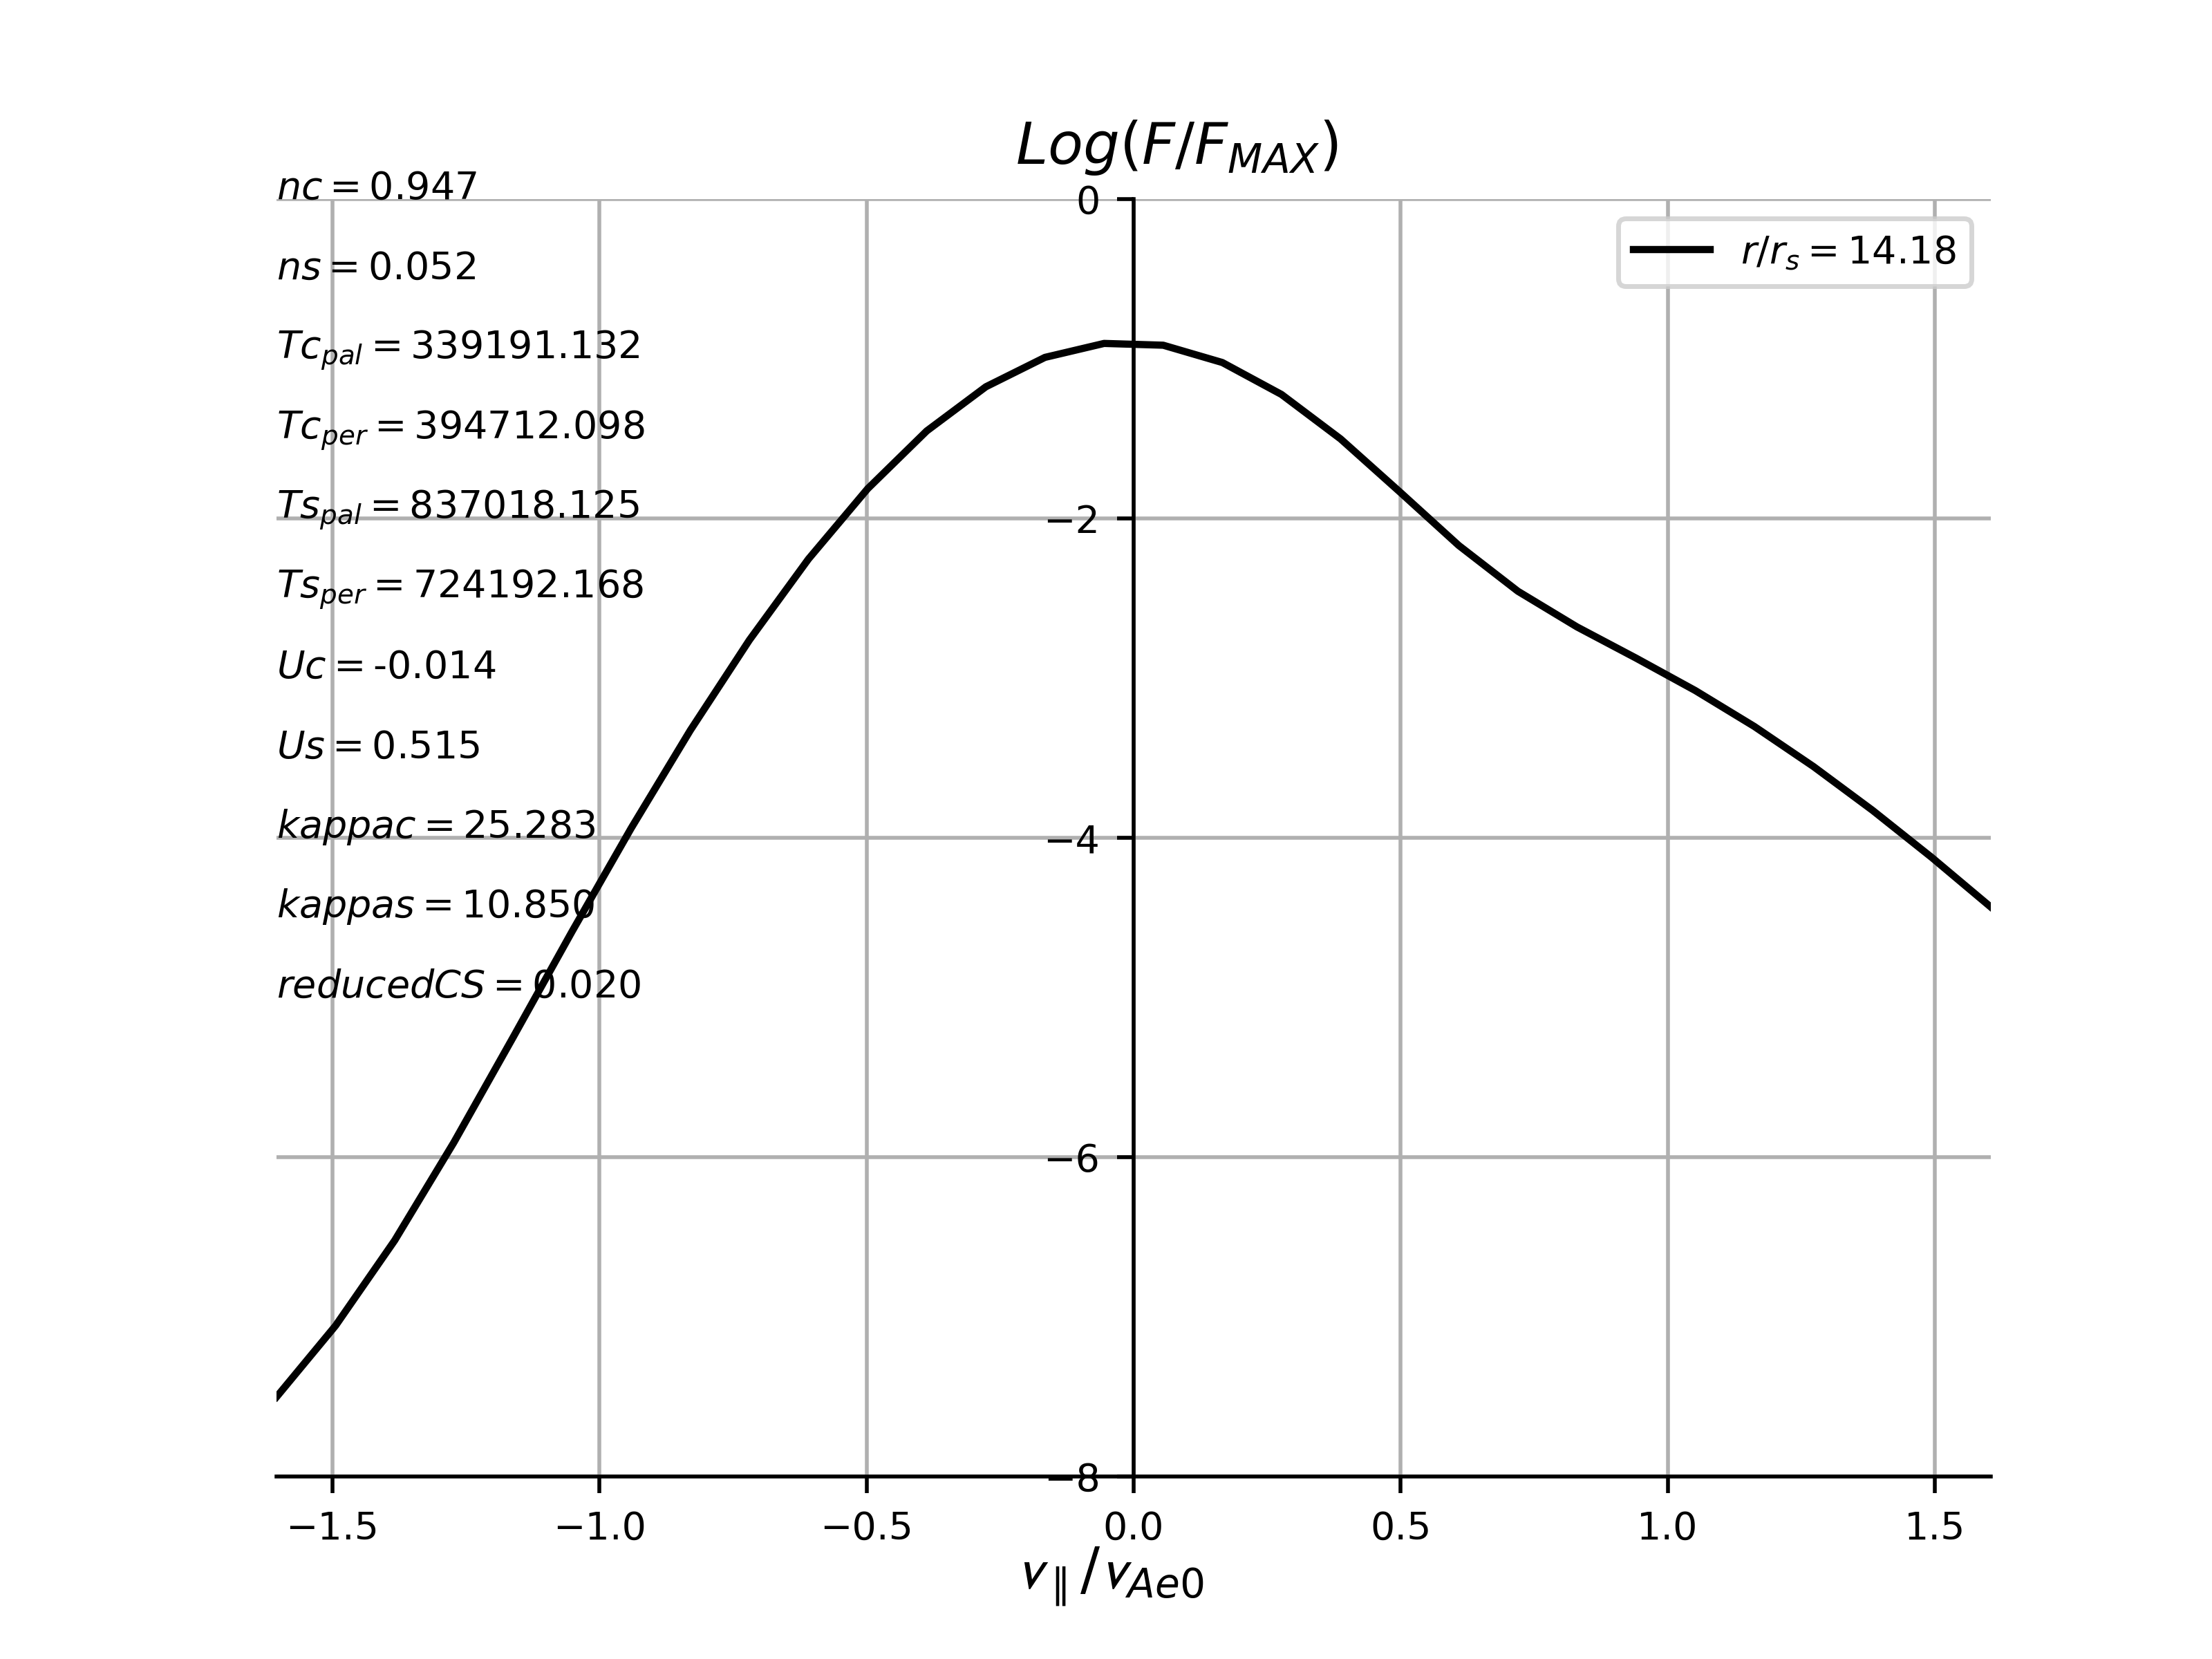 Log(F/F_MAX)
nc = 0.947
ns = 0.052
Tc_pal = 339191.132
Tc_per = 394712.098
Ts_pal = 837018.125
Ts_per = 724192.168
Uc = -0.014
Us = 0.515
kappac = 25.283
kappas = 10.850
reducedCS = 0.020
r/r_s = 14.18
0
−2
−4
−6
−8
−1.5 −1.0 −0.5 0.0 0.5 1.0 1.5
v_∥/v_Ae0